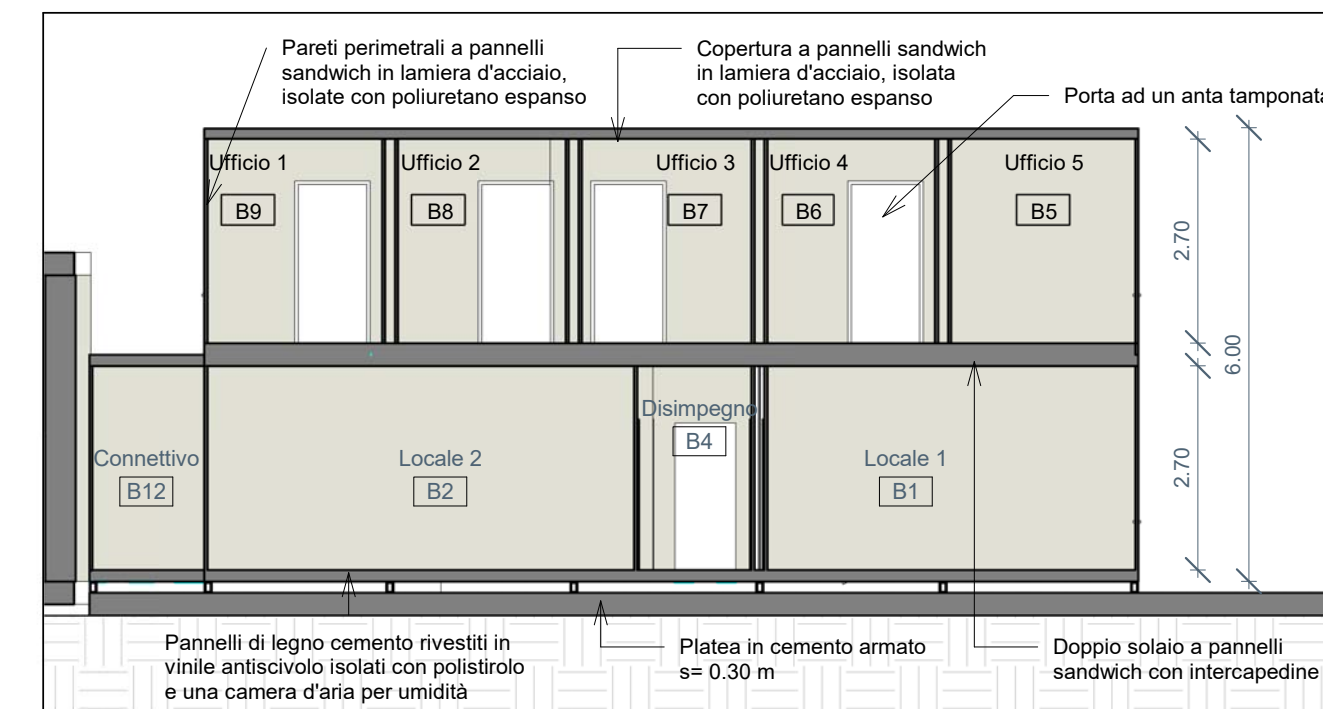 Pareti perimetrali a pannelli
sandwich in lamiera d'acciaio,
isolate con poliuretano espanso
Copertura a pannelli sandwich
in lamiera d'acciaio, isolata
con poliuretano espanso
Porta ad un anta tamponata
Ufficio 1
Ufficio 2
Ufficio 3
Ufficio 4
Ufficio 5
B9
B8
B7
B6
B5
2.70
6.00
Disimpegno
B4
Connettivo
B12
Locale 2
B2
Locale 1
B1
2.70
Pannelli di legno cemento rivestiti in
vinile antiscivolo isolati con polistirolo
e una camera d'aria per umidità
Platea in cemento armato
s= 0.30 m
Doppio solaio a pannelli
sandwich con intercapedine